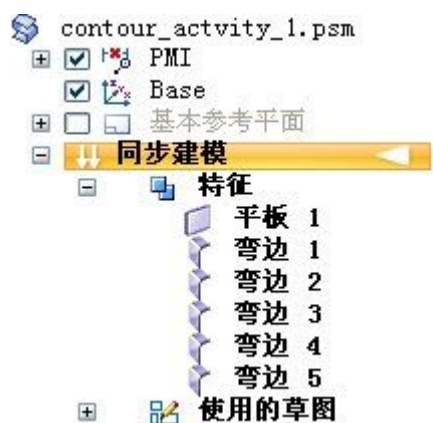 contour_actvity_1.psm
PMI
Base
基本参考平面
同步建模
特征
平板 1
弯边 1
弯边 2
弯边 3
弯边 4
弯边 5
使用的草图